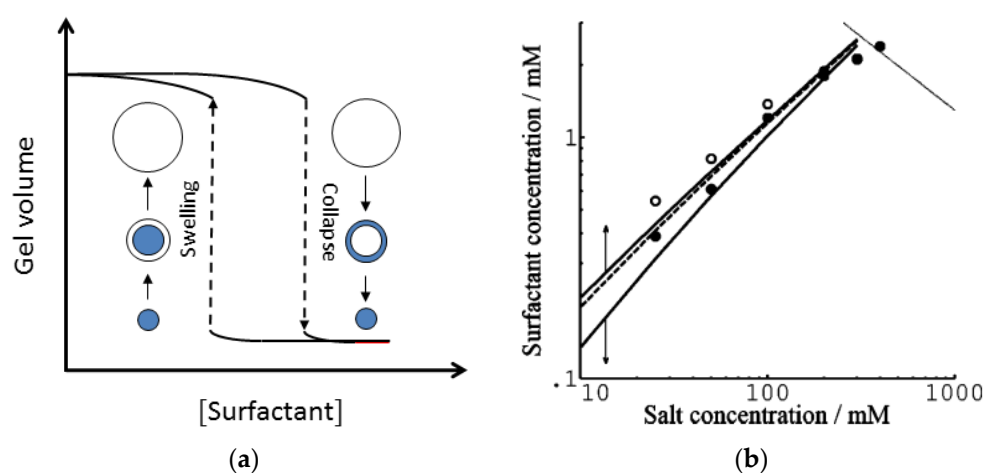 Gel volume
Swelling
Collapse
[Surfactant]
(a)
Surfactant concentration / mM
1
.1
10
100
1000
Salt concentration / mM
(b)